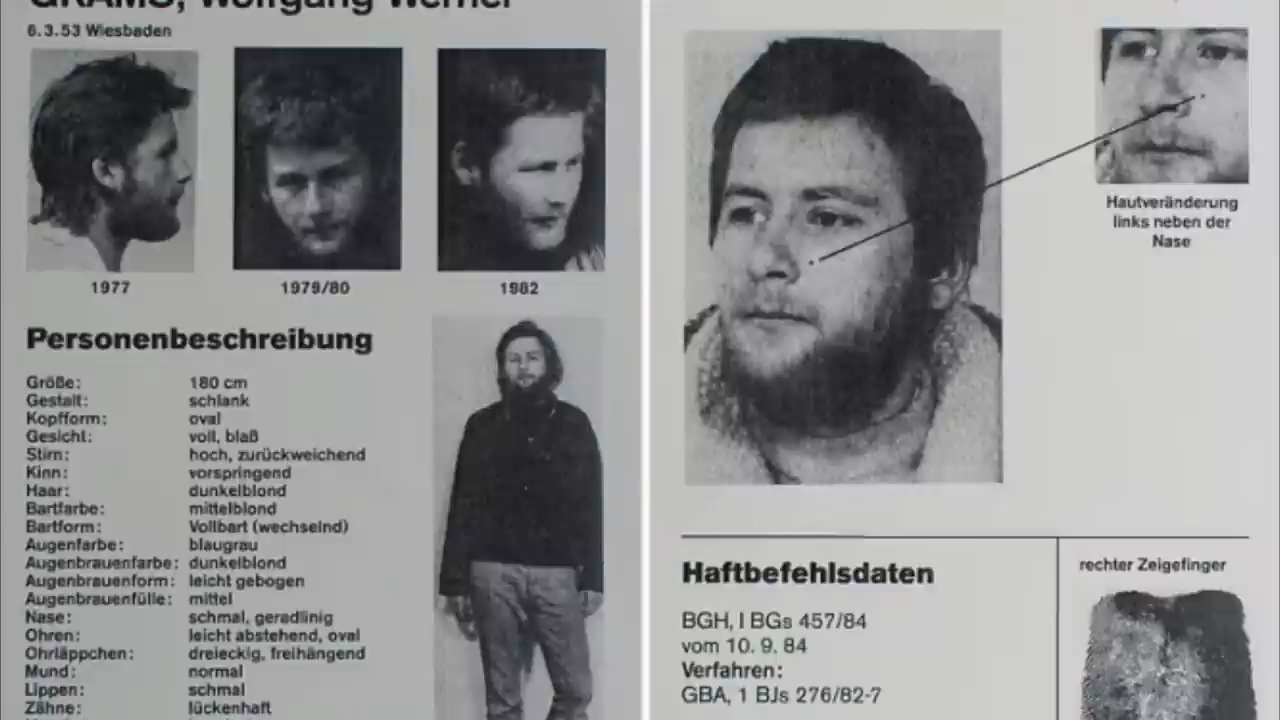 GRAMS, Wolfgang Werner
6.3.53 Wiesbaden
1977
1979/80
1982
Personenbeschreibung
Größe: 180 cm
Gestalt: schlank
Kopfform: oval
Gesicht: voll, blaß
Stirn: hoch, zurückweichend
Kinn: vorspringend
Haar: dunkelblond
Bartfarbe: mittelblond
Bartform: Vollbart (wechselnd)
Augenfarbe: blaugrau
Augenbrauenfarbe: dunkelblond
Augenbrauenform: leicht gebogen
Augenbrauenfülle: mittel
Nase: schmal, geradlinig
Ohren: leicht abstehend, oval
Ohrläppchen: dreieckig, freihängend
Mund: normal
Lippen: schmal
Zähne: lückenhaft
Hautveränderung
links neben der
Nase
Haftbefehlsdaten
BGH, I BGs 457/84
vom 10. 9. 84
Verfahren:
GBA, 1 BJs 276/82-7
rechter Zeigefinger